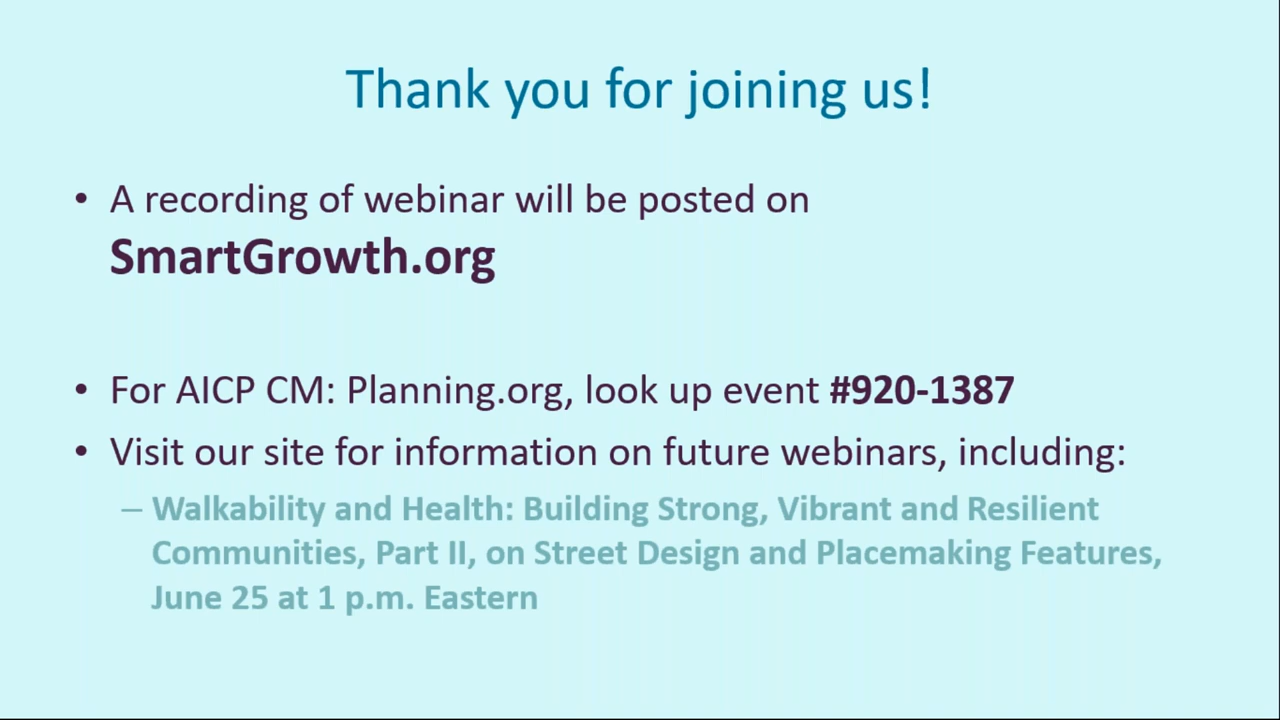 Thank you for joining us!
• A recording of webinar will be posted on
SmartGrowth.org
• For AICP CM: Planning.org, look up event #920-1387
• Visit our site for information on future webinars, including:
– Walkability and Health: Building Strong, Vibrant and Resilient
Communities, Part II, on Street Design and Placemaking Features,
June 25 at 1 p.m. Eastern